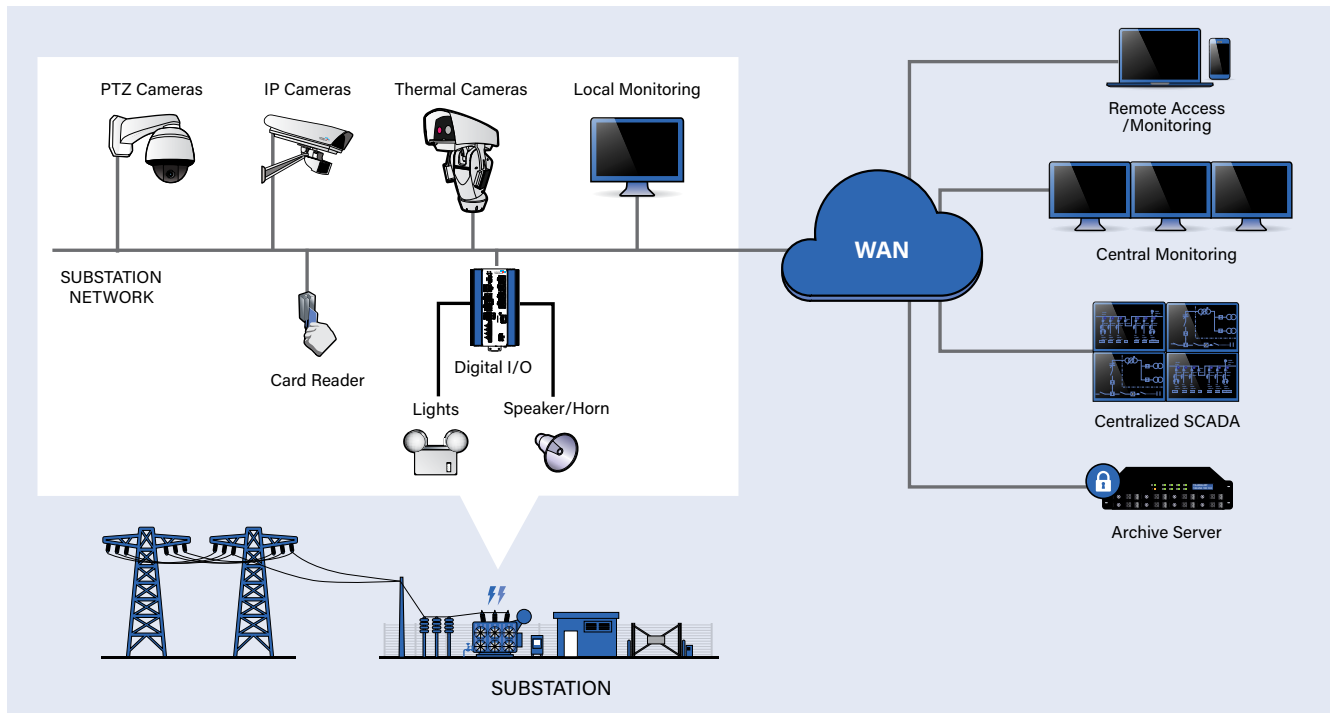 PTZ Cameras
IP Cameras
Thermal Cameras
Local Monitoring
SUBSTATION
NETWORK
Card Reader
Digital I/O
Lights
Speaker/Horn
WAN
Remote Access
/Monitoring
Central Monitoring
Centralized SCADA
Archive Server
SUBSTATION